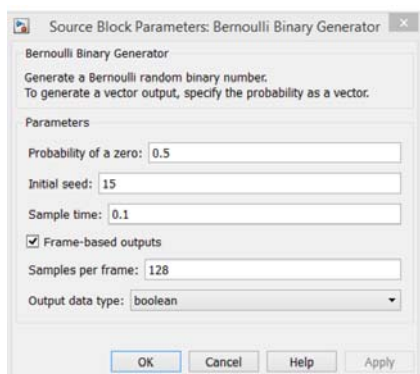 Source Block Parameters: Bernoulli Binary Generator
Bernoulli Binary Generator
Generate a Bernoulli random binary number.
To generate a vector output, specify the probability as a vector.
Parameters
Probability of a zero: 0.5
Initial seed: 15
Sample time: 0.1
Frame-based outputs
Samples per frame: 128
Output data type: boolean
OK Cancel Help Apply